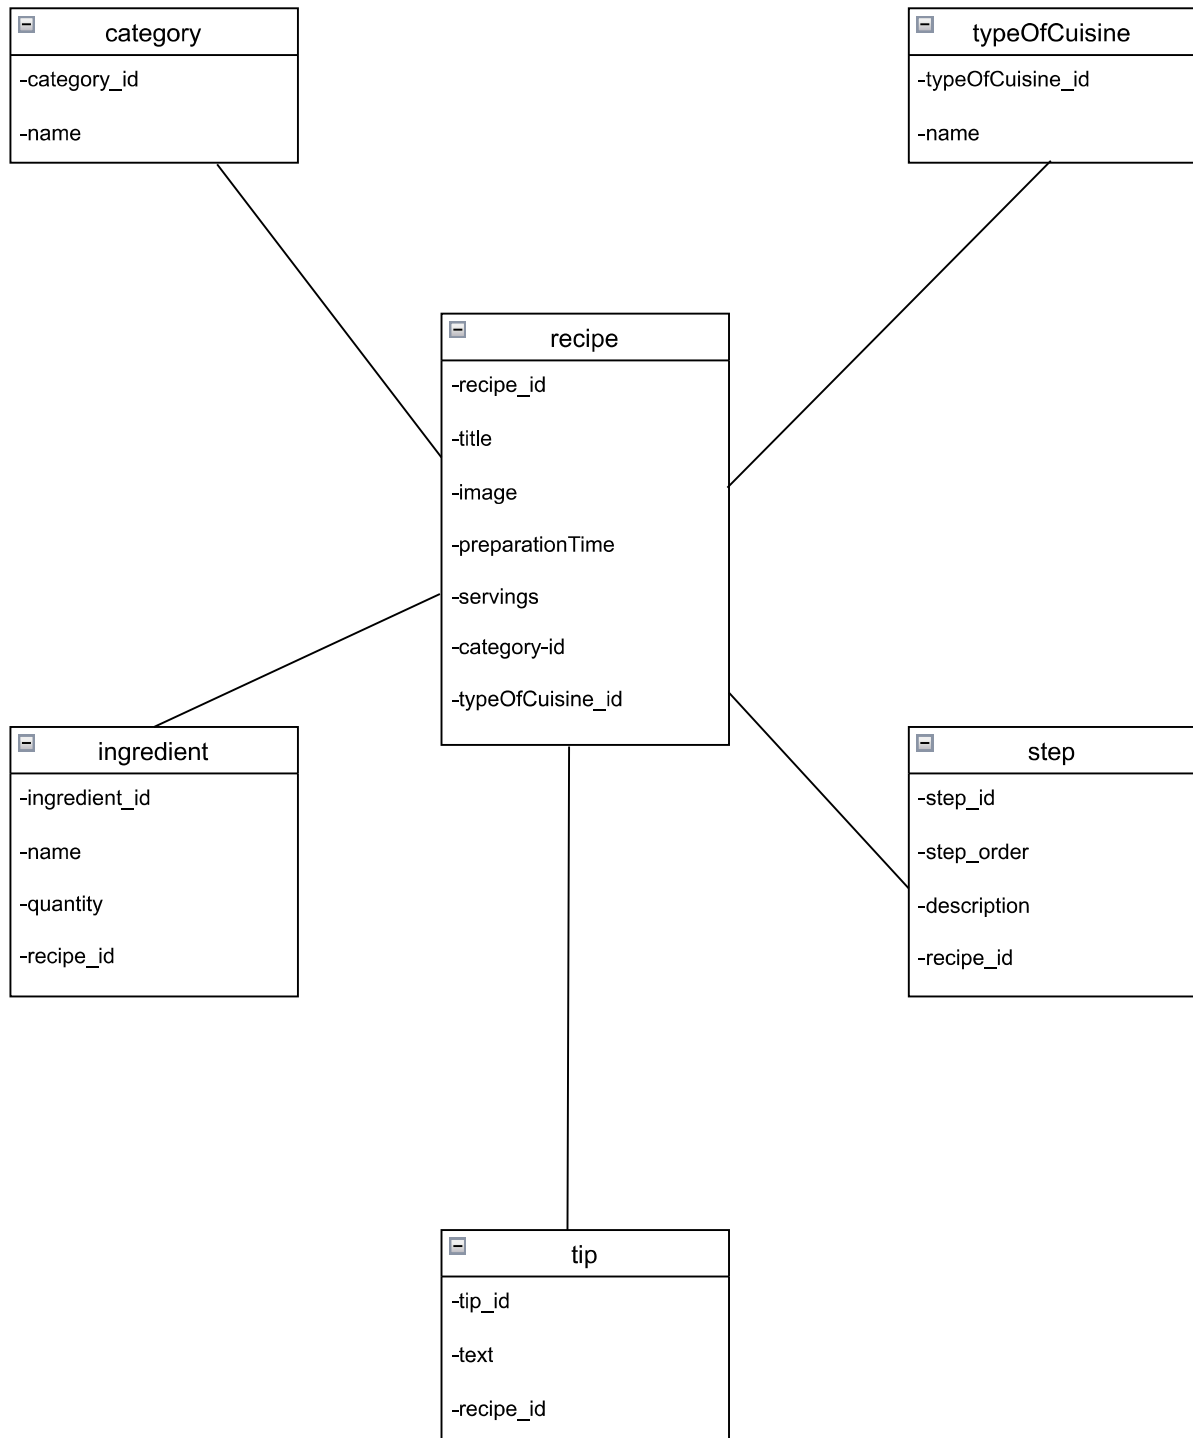 category
-category_id
-name
typeOfCuisine
-typeOfCuisine_id
-name
recipe
-recipe_id
-title
-image
-preparationTime
-servings
-category-id
-typeOfCuisine_id
ingredient
-ingredient_id
-name
-quantity
-recipe_id
step
-step_id
-step_order
-description
-recipe_id
tip
-tip_id
-text
-recipe_id